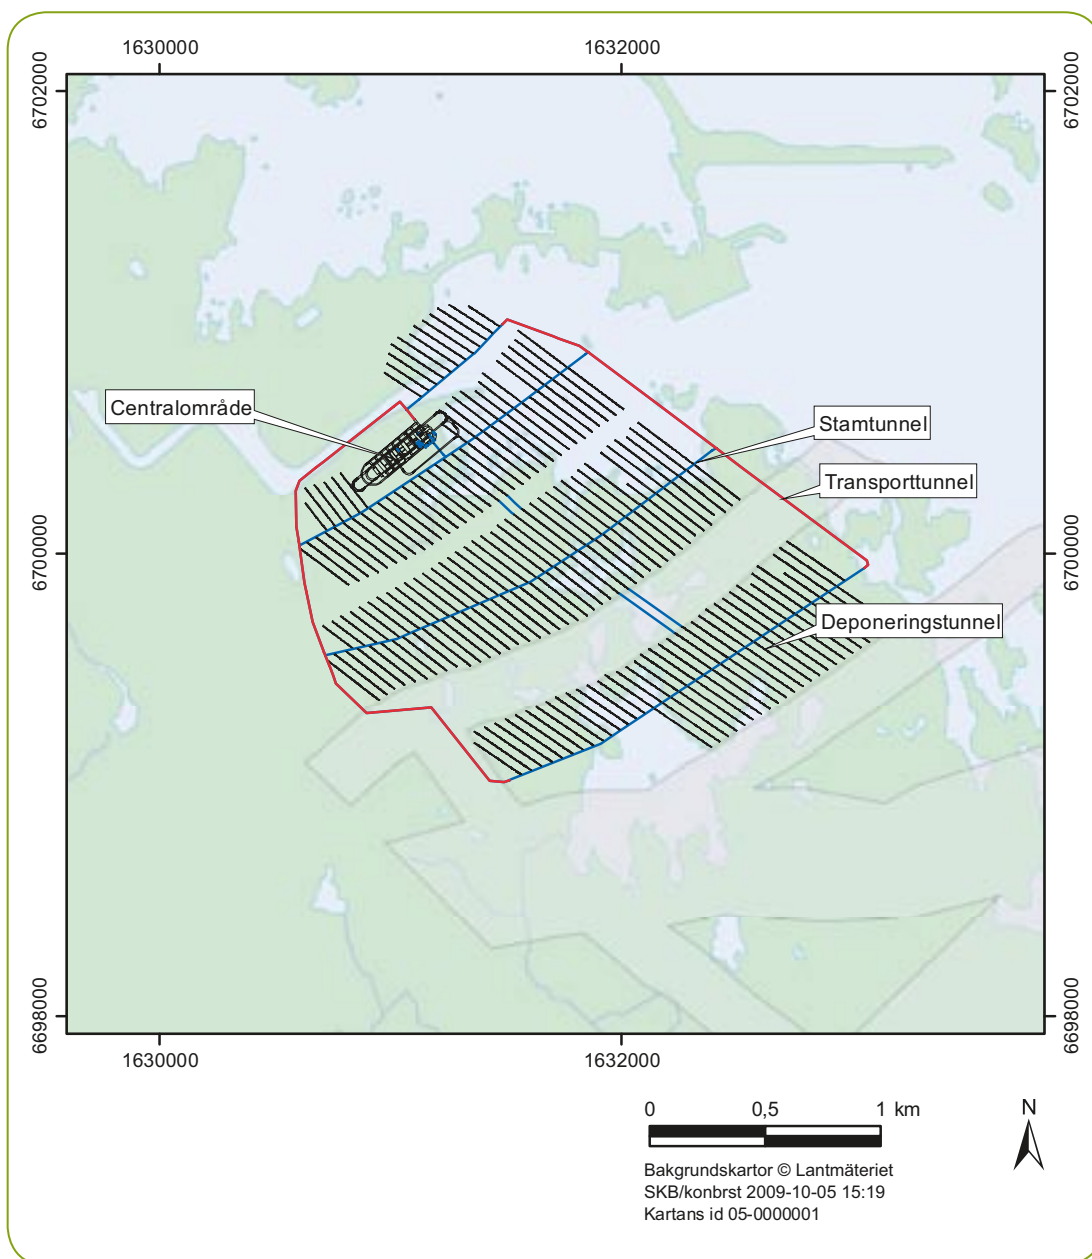 1630000 1632000
6702000 6702000
Centralområde
Stamtunnel
Transporttunnel
6700000 6700000
Deponeringstunnel
6698000 6698000
1630000 1632000
0 0,5 1 km
N
Bakgrundskartor © Lantmäteriet
SKB/konbrst 2009-10-05 15:19
Kartans id 05-0000001